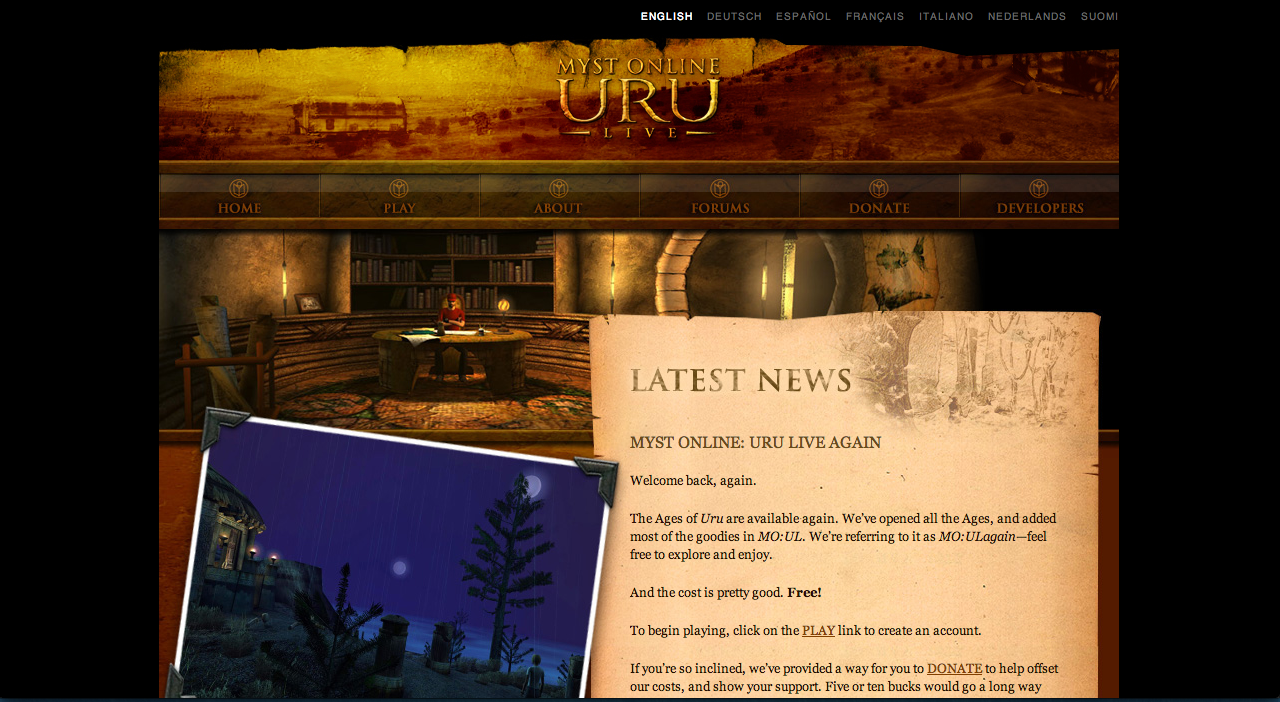 ENGLISH DEUTSCH ESPAÑOL FRANÇAIS ITALIANO NEDERLANDS SUOMI
MYST ONLINE
URU
LIVE
HOME PLAY ABOUT FORUMS DONATE DEVELOPERS
LATEST NEWS
MYST ONLINE: URU LIVE AGAIN
Welcome back, again.
The Ages of Uru are available again. We've opened all the Ages, and added
most of the goodies in MO:UL. We're referring to it as MO:ULagain—feel
free to explore and enjoy.
And the cost is pretty good. Free!
To begin playing, click on the PLAY link to create an account.
If you're so inclined, we've provided a way for you to DONATE to help offset
our costs, and show your support. Five or ten bucks would go a long way